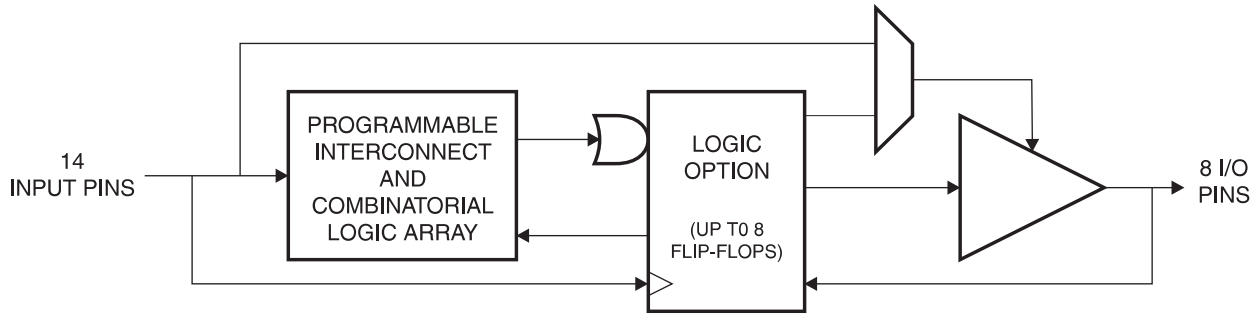 14
INPUT PINS
PROGRAMMABLE
INTERCONNECT
AND
COMBINATORIAL
LOGIC ARRAY
LOGIC
OPTION
(UP T0 8
FLIP-FLOPS)
8 I/O
PINS